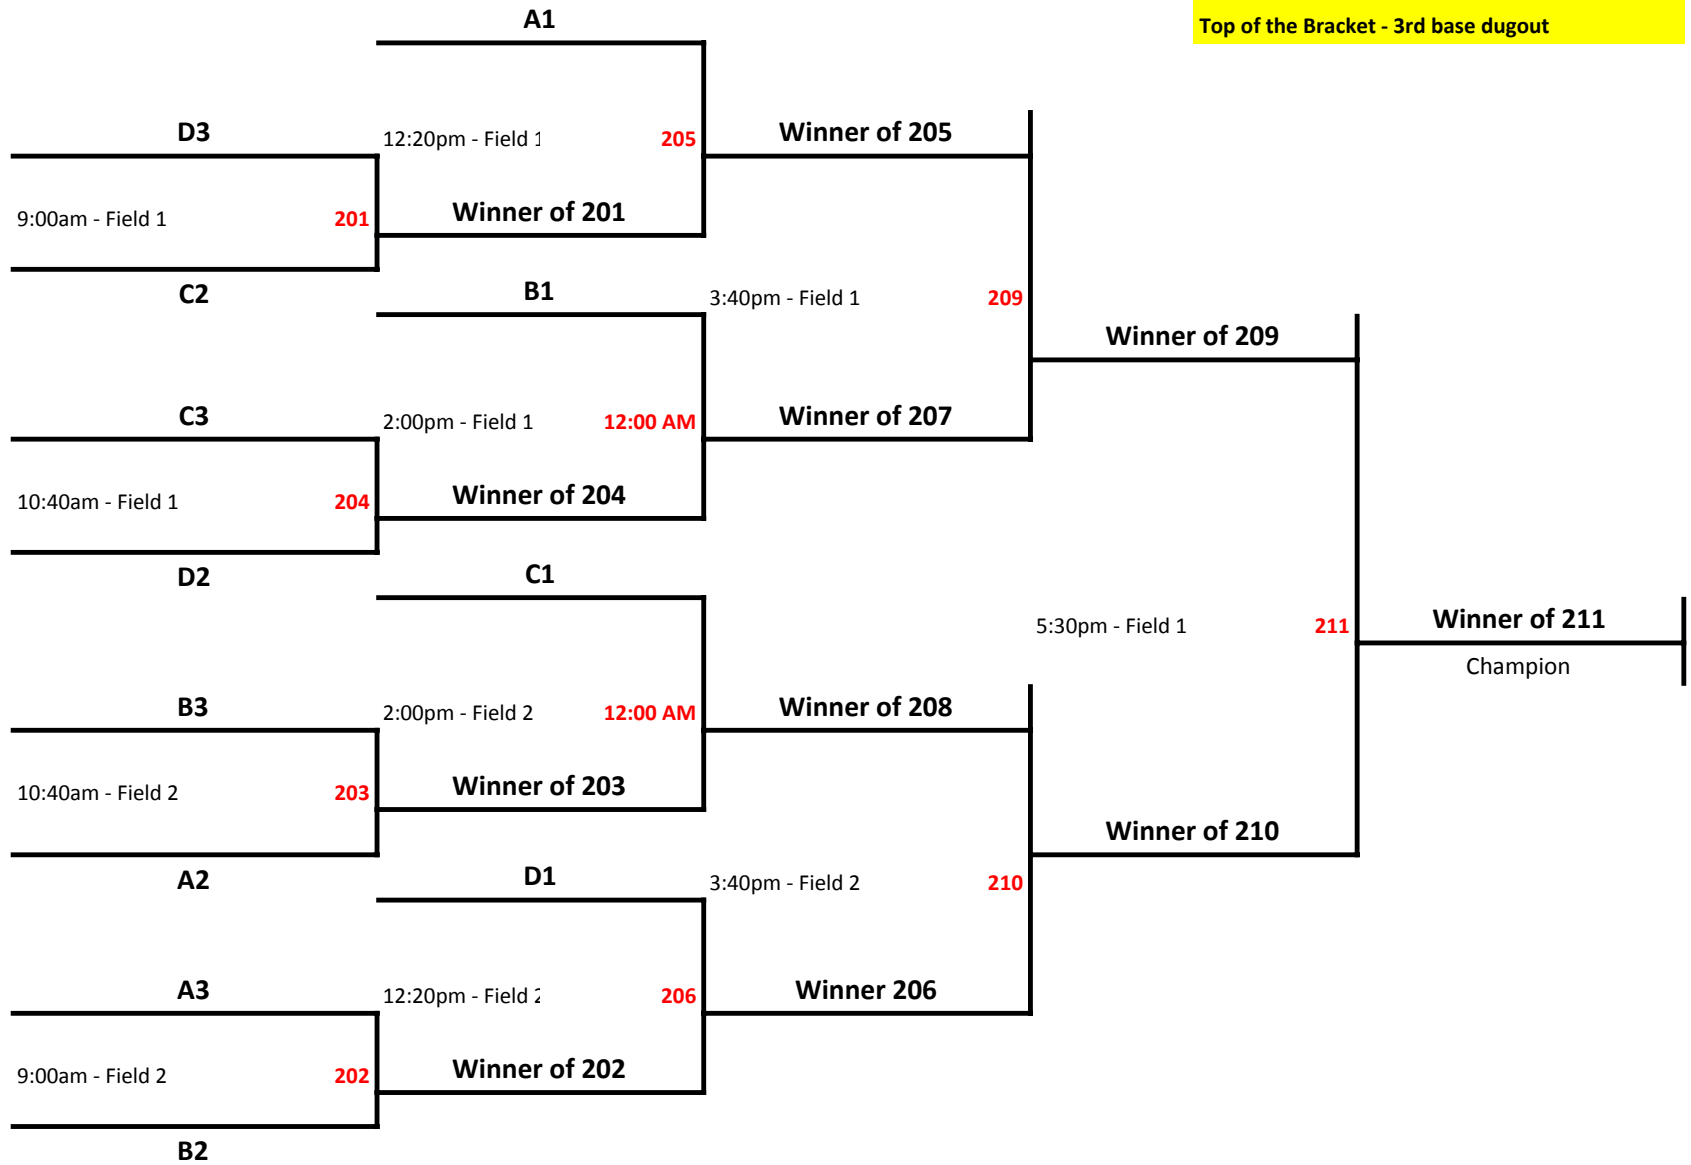 A1
Top of the Bracket - 3rd base dugout
D3
12:20pm - Field 1
205
Winner of 205
9:00am - Field 1
201
Winner of 201
C2
B1
3:40pm - Field 1
209
Winner of 209
C3
2:00pm - Field 1
12:00 AM
Winner of 207
10:40am - Field 1
204
Winner of 204
D2
C1
5:30pm - Field 1
211
Winner of 211
Champion
B3
2:00pm - Field 2
12:00 AM
Winner of 208
10:40am - Field 2
203
Winner of 203
Winner of 210
A2
D1
3:40pm - Field 2
210
A3
12:20pm - Field 2
206
Winner 206
9:00am - Field 2
202
Winner of 202
B2